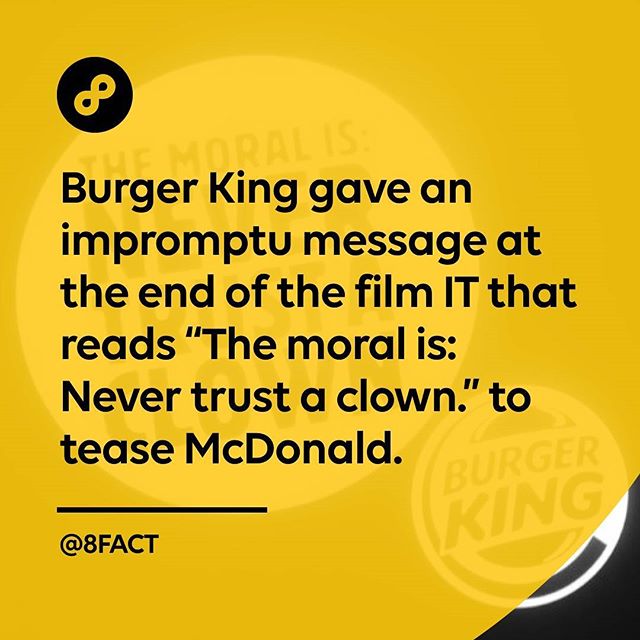 THE MORAL IS:
Burger King gave an
impromptu message at
the end of the film IT that
reads “The moral is:
Never trust a clown.” to
tease McDonald.
BURGER
KING
@8FACT